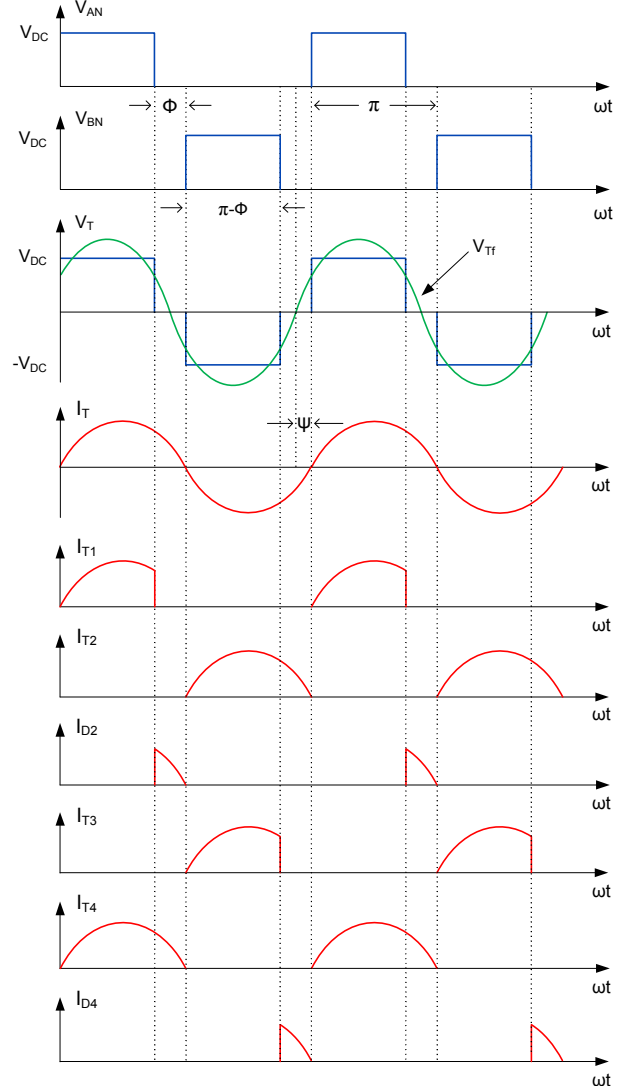 V_AN
V_DC
ωt
Φ
π
V_BN
V_DC
ωt
π-Φ
V_T
V_Tf
V_DC
-V_DC
ωt
I_T
Ψ
ωt
I_T1
ωt
I_T2
ωt
I_D2
ωt
I_T3
ωt
I_T4
ωt
I_D4
ωt